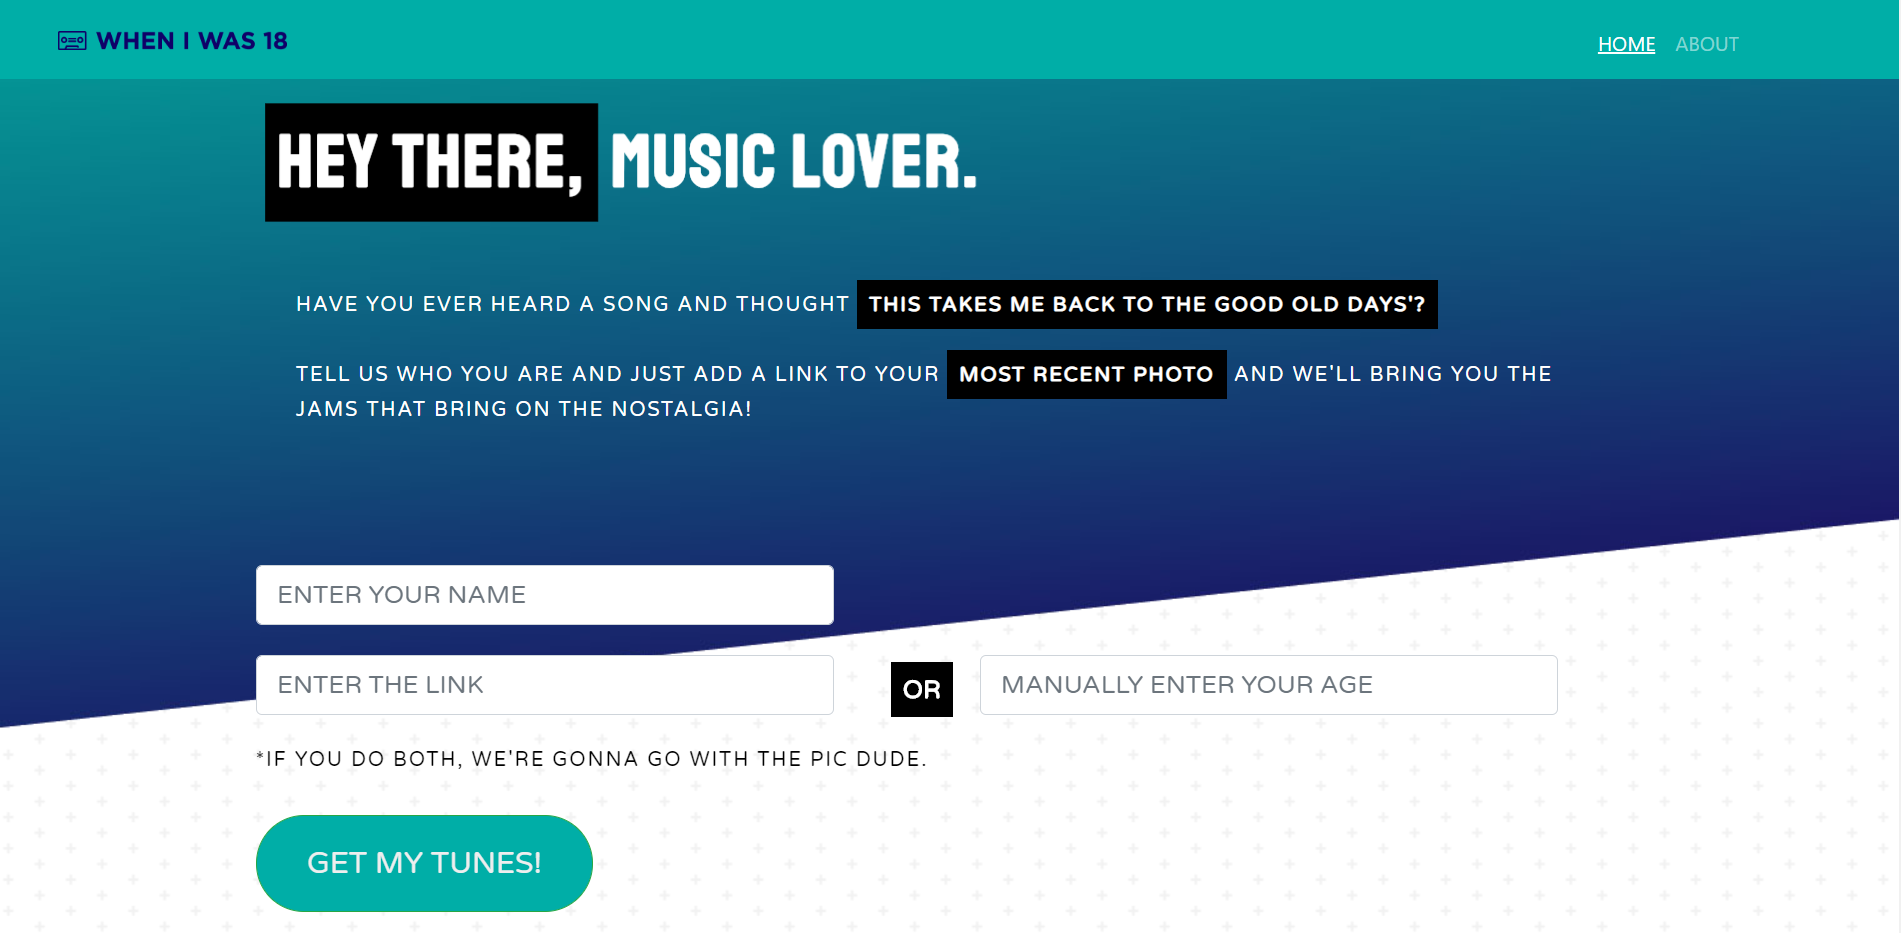 WHEN I WAS 18
HOME ABOUT
HEY THERE, MUSIC LOVER.
HAVE YOU EVER HEARD A SONG AND THOUGHT THIS TAKES ME BACK TO THE GOOD OLD DAYS'?
TELL US WHO YOU ARE AND JUST ADD A LINK TO YOUR MOST RECENT PHOTO AND WE'LL BRING YOU THE
JAMS THAT BRING ON THE NOSTALGIA!
ENTER YOUR NAME
ENTER THE LINK OR MANUALLY ENTER YOUR AGE
*IF YOU DO BOTH, WE'RE GONNA GO WITH THE PIC DUDE.
GET MY TUNES!